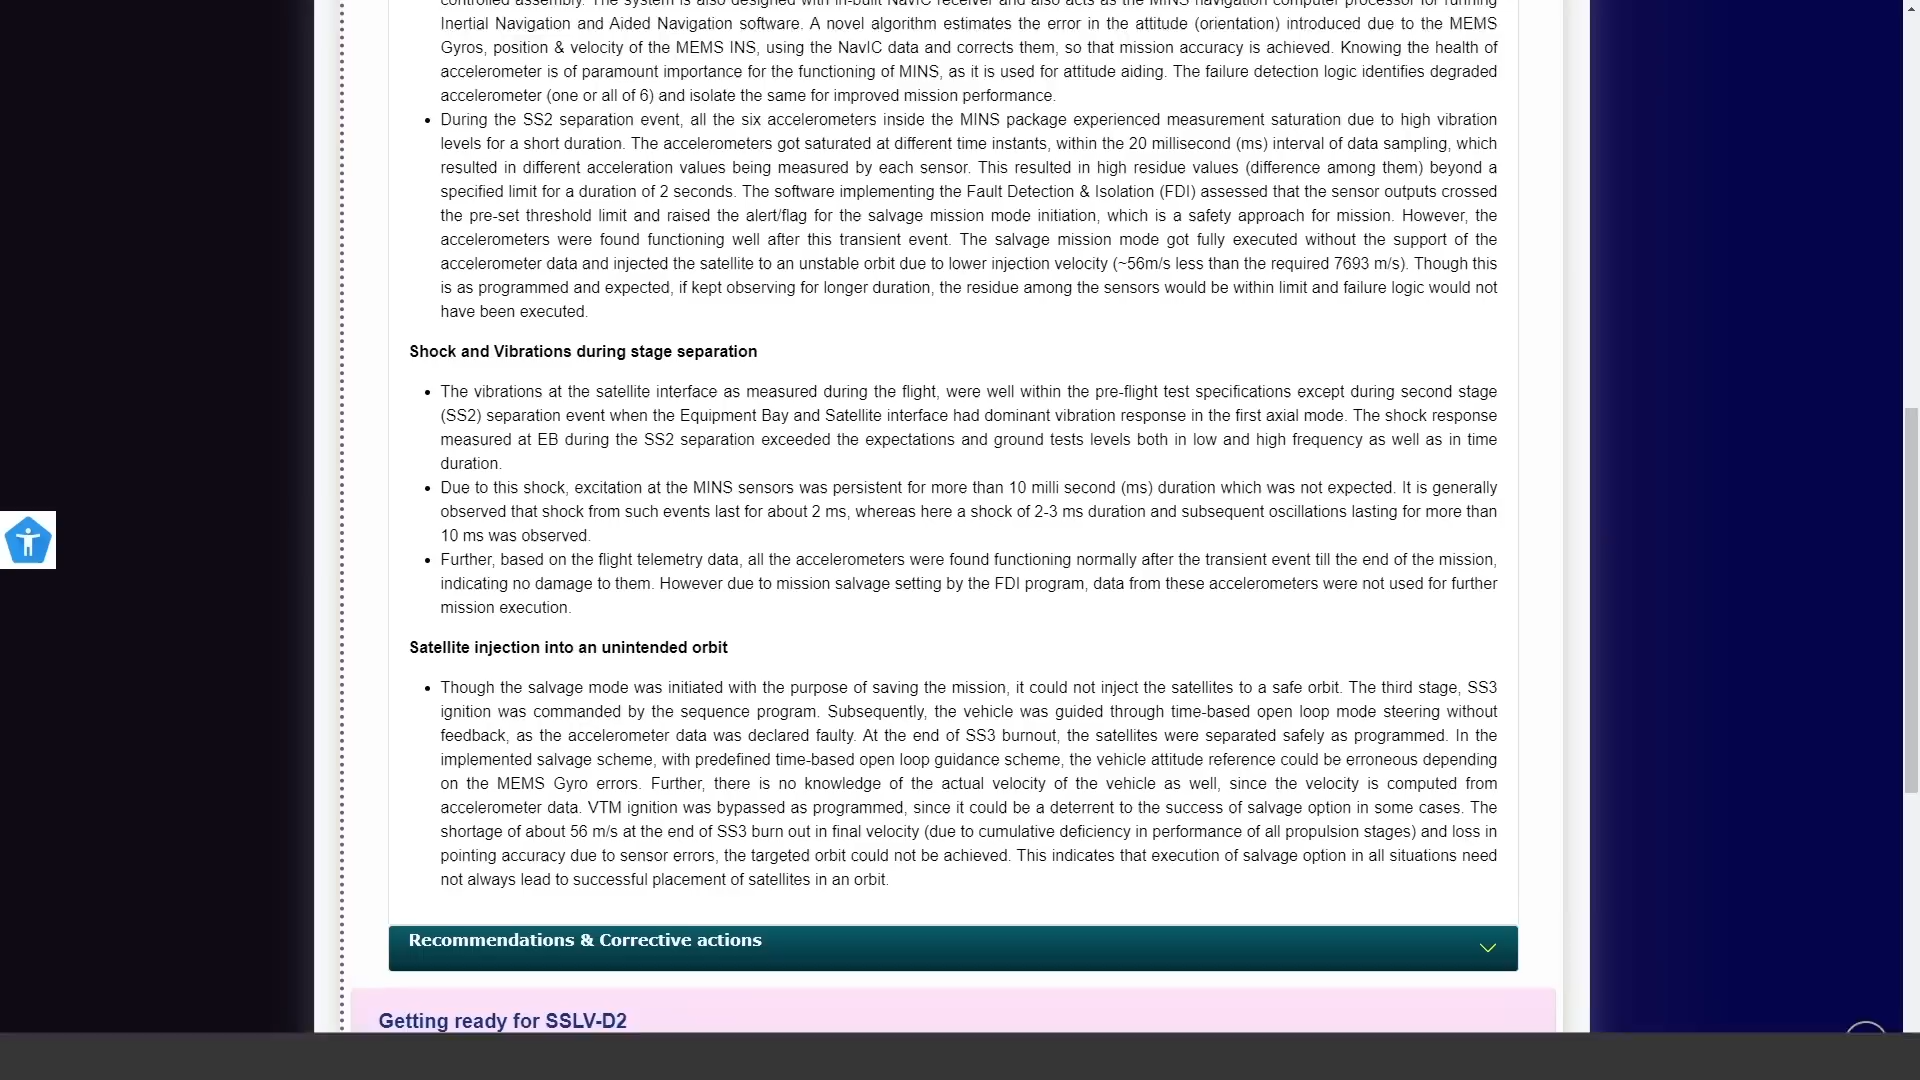 controlled assembly. The system is also designed with in-built NavIC receiver and also acts as the MINS navigation computer processor for running
Inertial Navigation and Aided Navigation software. A novel algorithm estimates the error in the attitude (orientation) introduced due to the MEMS
Gyros, position & velocity of the MEMS INS, using the NavIC data and corrects them, so that mission accuracy is achieved. Knowing the health of
accelerometer is of paramount importance for the functioning of MINS, as it is used for attitude aiding. The failure detection logic identifies degraded
accelerometer (one or all of 6) and isolate the same for improved mission performance.
• During the SS2 separation event, all the six accelerometers inside the MINS package experienced measurement saturation due to high vibration
levels for a short duration. The accelerometers got saturated at different time instants, within the 20 millisecond (ms) interval of data sampling, which
resulted in different acceleration values being measured by each sensor. This resulted in high residue values (difference among them) beyond a
specified limit for a duration of 2 seconds. The software implementing the Fault Detection & Isolation (FDI) assessed that the sensor outputs crossed
the pre-set threshold limit and raised the alert/flag for the salvage mission mode initiation, which is a safety approach for mission. However, the
accelerometers were found functioning well after this transient event. The salvage mission mode got fully executed without the support of the
accelerometer data and injected the satellite to an unstable orbit due to lower injection velocity (~56m/s less than the required 7693 m/s). Though this
is as programmed and expected, if kept observing for longer duration, the residue among the sensors would be within limit and failure logic would not
have been executed.
Shock and Vibrations during stage separation
• The vibrations at the satellite interface as measured during the flight, were well within the pre-flight test specifications except during second stage
(SS2) separation event when the Equipment Bay and Satellite interface had dominant vibration response in the first axial mode. The shock response
measured at EB during the SS2 separation exceeded the expectations and ground tests levels both in low and high frequency as well as in time
duration.
• Due to this shock, excitation at the MINS sensors was persistent for more than 10 milli second (ms) duration which was not expected. It is generally
observed that shock from such events last for about 2 ms, whereas here a shock of 2-3 ms duration and subsequent oscillations lasting for more than
10 ms was observed.
• Further, based on the flight telemetry data, all the accelerometers were found functioning normally after the transient event till the end of the mission,
indicating no damage to them. However due to mission salvage setting by the FDI program, data from these accelerometers were not used for further
mission execution.
Satellite injection into an unintended orbit
• Though the salvage mode was initiated with the purpose of saving the mission, it could not inject the satellites to a safe orbit. The third stage, SS3
ignition was commanded by the sequence program. Subsequently, the vehicle was guided through time-based open loop mode steering without
feedback, as the accelerometer data was declared faulty. At the end of SS3 burnout, the satellites were separated safely as programmed. In the
implemented salvage scheme, with predefined time-based open loop guidance scheme, the vehicle attitude reference could be erroneous depending
on the MEMS Gyro errors. Further, there is no knowledge of the actual velocity of the vehicle as well, since the velocity is computed from
accelerometer data. VTM ignition was bypassed as programmed, since it could be a deterrent to the success of salvage option in some cases. The
shortage of about 56 m/s at the end of SS3 burn out in final velocity (due to cumulative deficiency in performance of all propulsion stages) and loss in
pointing accuracy due to sensor errors, the targeted orbit could not be achieved. This indicates that execution of salvage option in all situations need
not always lead to successful placement of satellites in an orbit.
Recommendations & Corrective actions
Getting ready for SSLV-D2